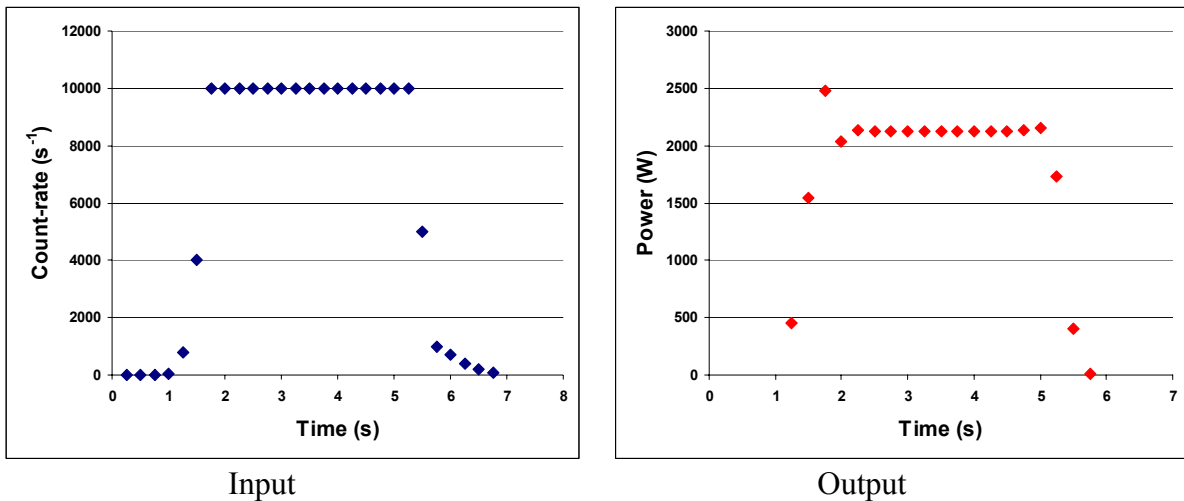 12000
10000
8000
6000
4000
2000
0
Count-rate (s⁻¹)
0 1 2 3 4 5 6 7 8
Time (s)
Input
3000
2500
2000
1500
1000
500
0
Power (W)
0 1 2 3 4 5 6 7
Time (s)
Output